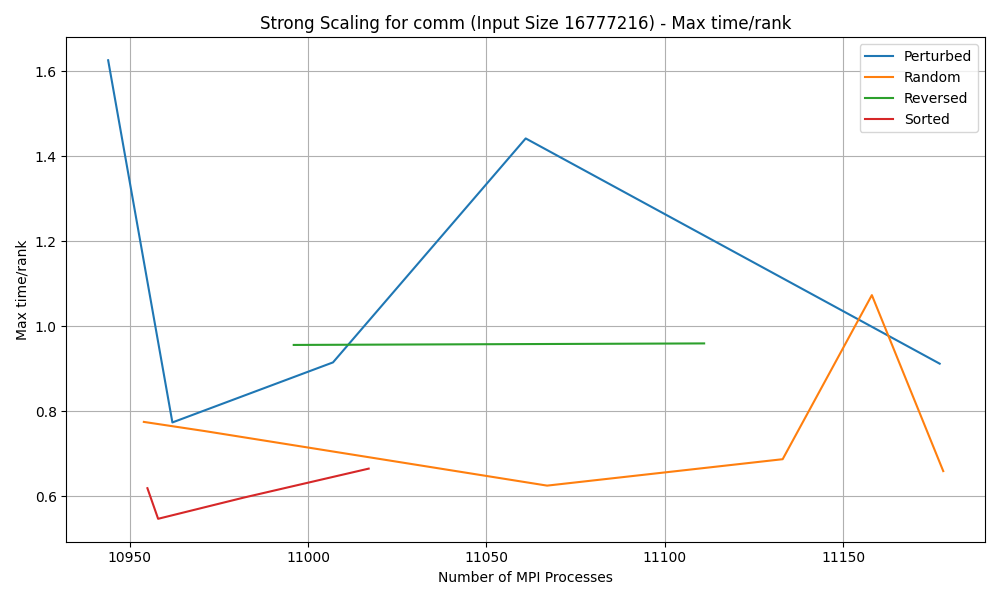 Strong Scaling for comm (Input Size 16777216) - Max time/rank
Perturbed
Random
Reversed
Sorted
Max time/rank
1.6
1.4
1.2
1.0
0.8
0.6
10950
11000
11050
11100
11150
Number of MPI Processes